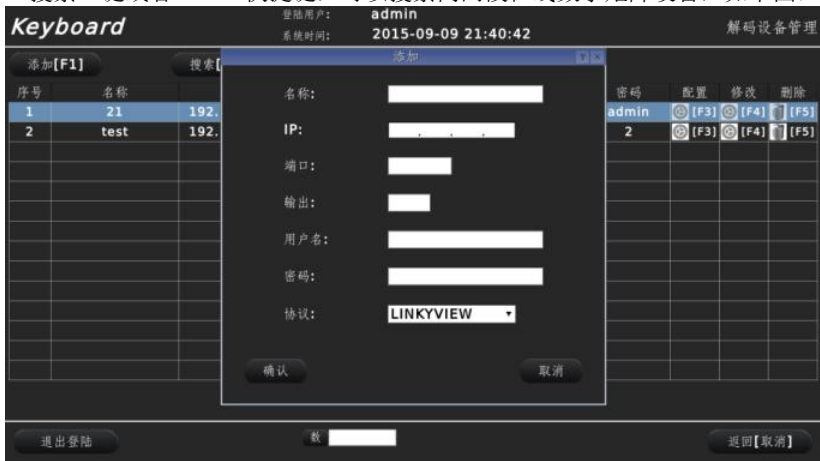 Keyboard
登陆用户: admin
系统时间: 2015-09-09 21:40:42
解码设备管理
添加[F1]
搜索[
添加
序号 名称 密码 配置 修改 删除
1 21 192. admin [F3] [F4] [F5]
2 test 192. 2 [F3] [F4] [F5]
名称:
IP: . . .
端口:
输出:
用户名:
密码:
协议: LINKYVIEW
确认 取消
退出登陆
数
返回[取消]